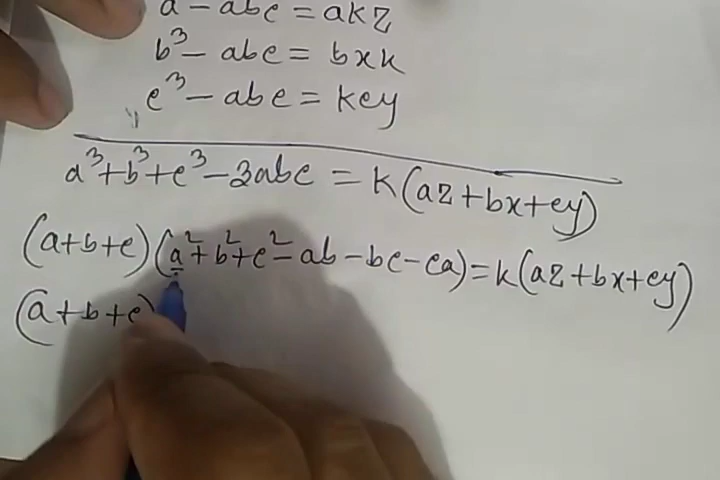 a - abc = akz
b³ - abc = bxk
c³ - abc = kcy
a³+b³+c³-3abc = k(az+bx+cy)
(a+b+c)(a²+b²+c²-ab-bc-ca)=k(az+bx+cy)
(a+b+c)